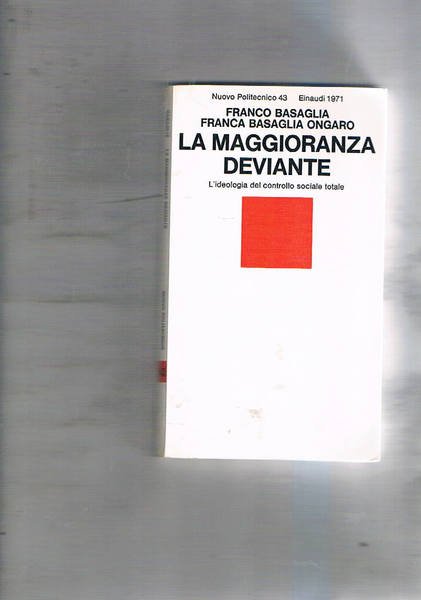 Nuovo Politecnico 43 Einaudi 1971
FRANCO BASAGLIA
FRANCA BASAGLIA ONGARO
LA MAGGIORANZA
DEVIANTE
L'ideologia del controllo sociale totale